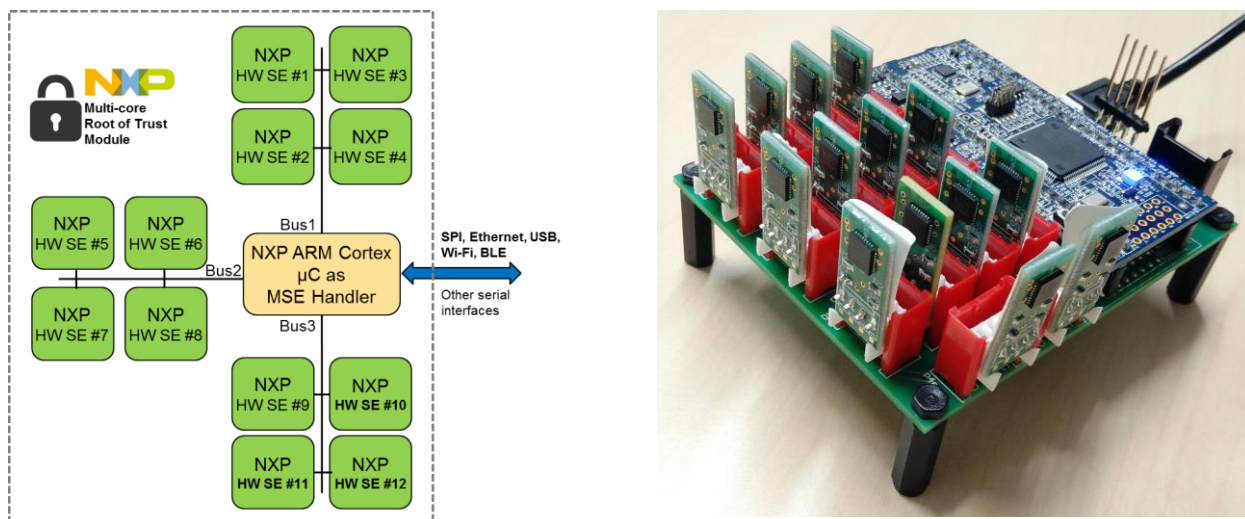 NXP
Multi-core
Root of Trust
Module
NXP
HW SE #1
NXP
HW SE #3
NXP
HW SE #2
NXP
HW SE #4
NXP
HW SE #5
NXP
HW SE #6
NXP
HW SE #7
NXP
HW SE #8
Bus1
Bus2
NXP ARM Cortex
µC as
MSE Handler
Bus3
SPI, Ethernet, USB,
Wi-Fi, BLE
Other serial
interfaces
NXP
HW SE #9
NXP
HW SE #10
NXP
HW SE #11
NXP
HW SE #12